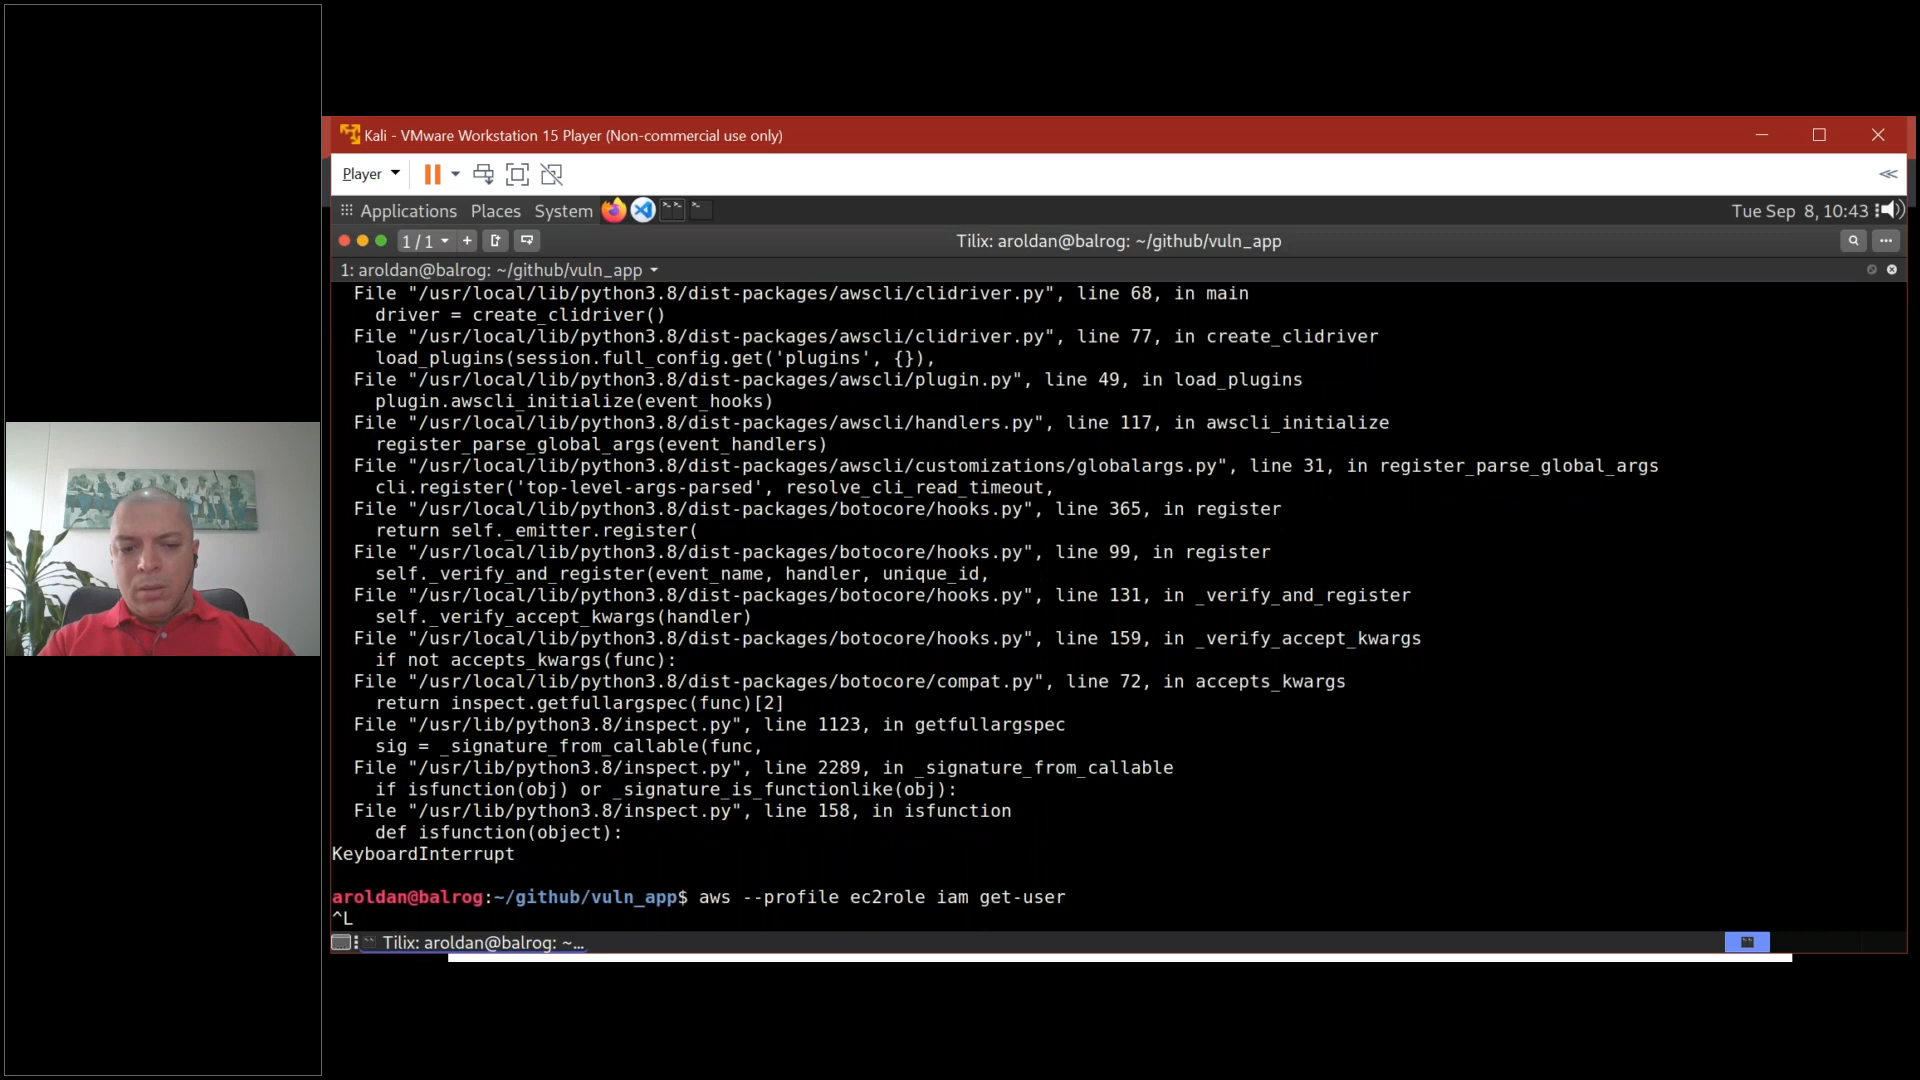 Kali - VMware Workstation 15 Player (Non-commercial use only)
Player
Applications Places System Tue Sep 8, 10:43
1 / 1 Tilix: aroldan@balrog: ~/github/vuln_app
1: aroldan@balrog: ~/github/vuln_app
File "/usr/local/lib/python3.8/dist-packages/awscli/clidriver.py", line 68, in main
driver = create_clidriver()
File "/usr/local/lib/python3.8/dist-packages/awscli/clidriver.py", line 77, in create_clidriver
load_plugins(session.full_config.get('plugins', {}),
File "/usr/local/lib/python3.8/dist-packages/awscli/plugin.py", line 49, in load_plugins
plugin.awscli_initialize(event_hooks)
File "/usr/local/lib/python3.8/dist-packages/awscli/handlers.py", line 117, in awscli_initialize
register_parse_global_args(event_handlers)
File "/usr/local/lib/python3.8/dist-packages/awscli/customizations/globalargs.py", line 31, in register_parse_global_args
cli.register('top-level-args-parsed', resolve_cli_read_timeout,
File "/usr/local/lib/python3.8/dist-packages/botocore/hooks.py", line 365, in register
return self._emitter.register(
File "/usr/local/lib/python3.8/dist-packages/botocore/hooks.py", line 99, in register
self._verify_and_register(event_name, handler, unique_id,
File "/usr/local/lib/python3.8/dist-packages/botocore/hooks.py", line 131, in _verify_and_register
self._verify_accept_kwargs(handler)
File "/usr/local/lib/python3.8/dist-packages/botocore/hooks.py", line 159, in _verify_accept_kwargs
if not accepts_kwargs(func):
File "/usr/local/lib/python3.8/dist-packages/botocore/compat.py", line 72, in accepts_kwargs
return inspect.getfullargspec(func)[2]
File "/usr/lib/python3.8/inspect.py", line 1123, in getfullargspec
sig = _signature_from_callable(func,
File "/usr/lib/python3.8/inspect.py", line 2289, in _signature_from_callable
if isfunction(obj) or _signature_is_functionlike(obj):
File "/usr/lib/python3.8/inspect.py", line 158, in isfunction
def isfunction(object):
KeyboardInterrupt
aroldan@balrog:~/github/vuln_app$ aws --profile ec2role iam get-user
^L
Tilix: aroldan@balrog: ~...